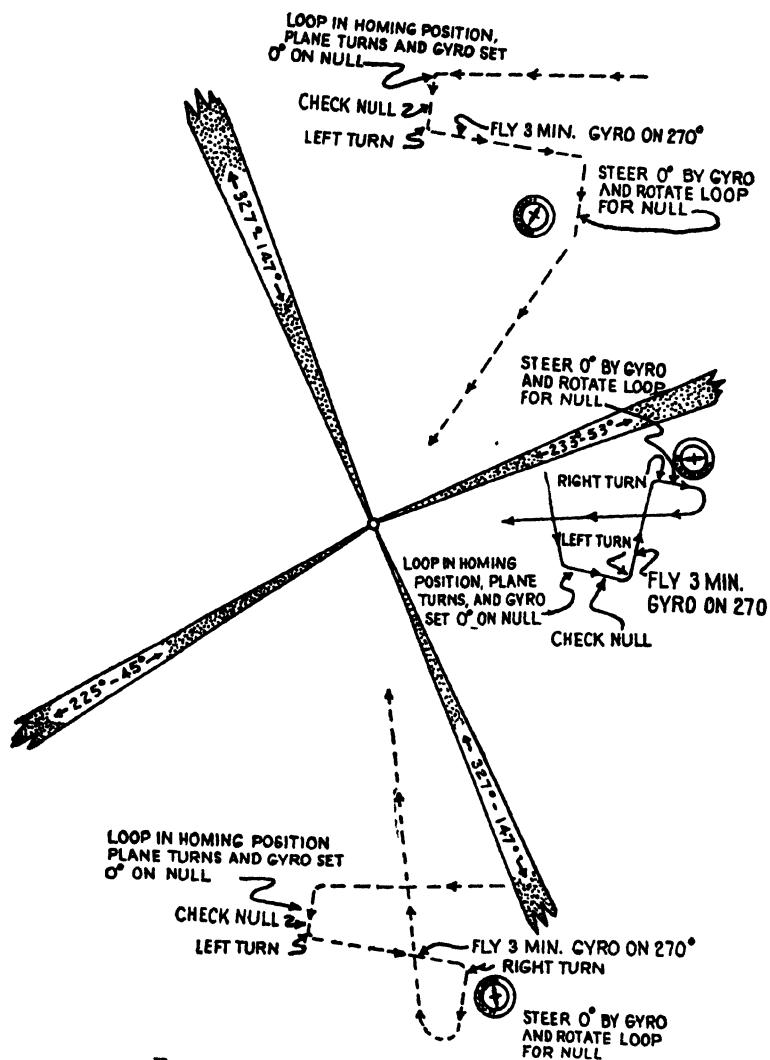 LOOP IN HOMING POSITION,
PLANE TURNS AND GYRO SET
0° ON NULL
CHECK NULL
LEFT TURN
FLY 3 MIN. GYRO ON 270°
STEER 0° BY GYRO
AND ROTATE LOOP
FOR NULL
327° 147°
STEER 0° BY GYRO
AND ROTATE LOOP
FOR NULL
233°-53°
RIGHT TURN
LEFT TURN
LOOP IN HOMING
POSITION, PLANE
TURNS, AND GYRO
SET 0° ON NULL
FLY 3 MIN.
GYRO ON 270
CHECK NULL
225°-45°
327°-147°
LOOP IN HOMING POSITION
PLANE TURNS AND GYRO SET
0° ON NULL
CHECK NULL
LEFT TURN
FLY 3 MIN. GYRO ON 270°
RIGHT TURN
STEER 0° BY GYRO
AND ROTATE LOOP
FOR NULL